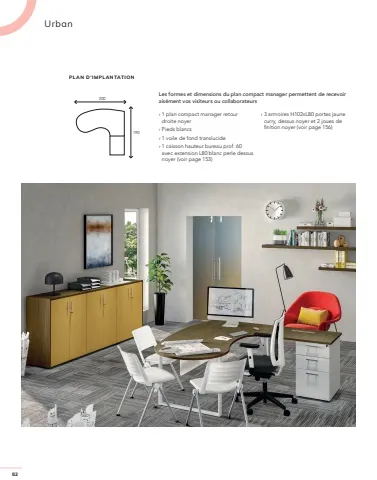 Urban
PLAN D'IMPLANTATION
Les formes et dimensions du plan compact manager permettent de recevoir
aisément vos visiteurs ou collaborateurs
› 1 plan compact manager retour
droite noyer
› Pieds blancs
› 1 voile de fond translucide
› 1 caisson hauteur bureau prof. 60
avec extension L80 blanc perle dessus
noyer (voir page 153)
› 3 armoires H102xL80 portes jaune
curry, dessus noyer et 2 joues de
finition noyer (voir page 156)
82